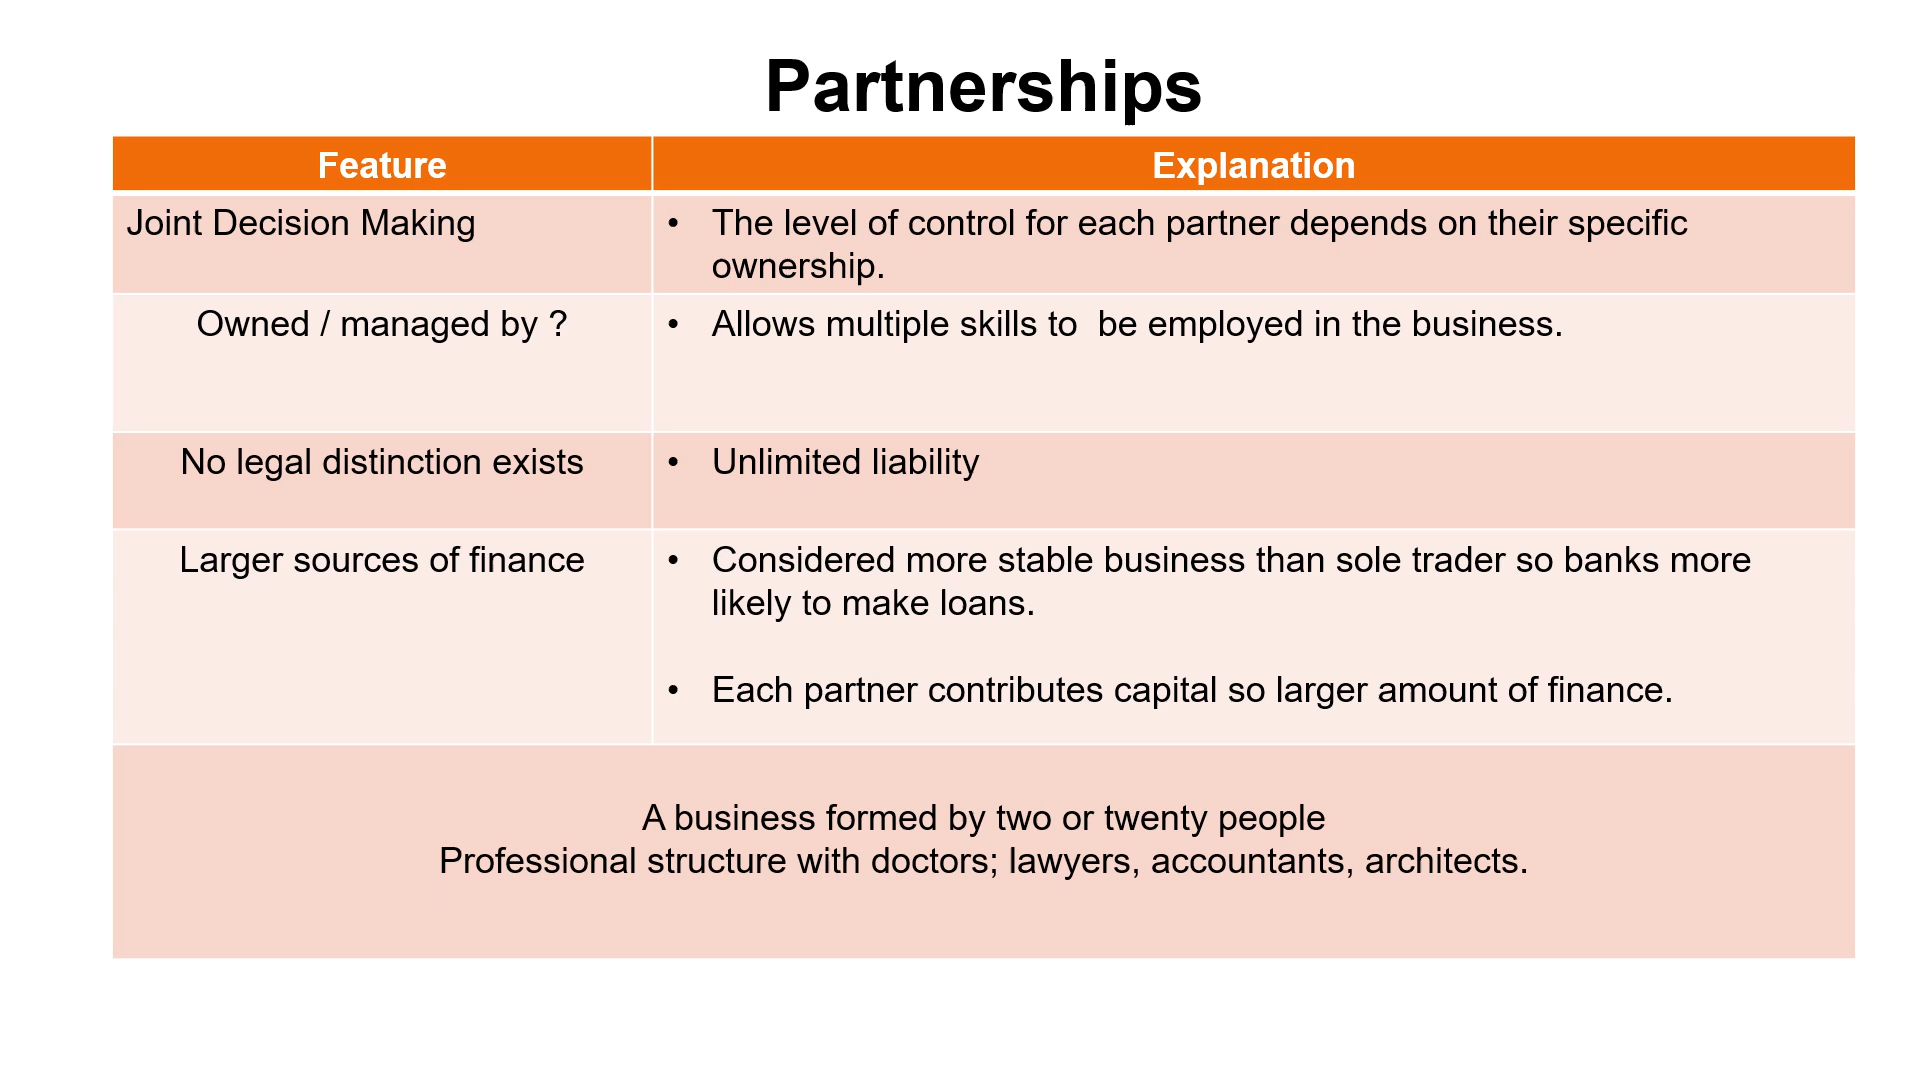 Partnerships
Feature
Explanation
Joint Decision Making
• The level of control for each partner depends on their specific
ownership.
Owned / managed by ?
• Allows multiple skills to  be employed in the business.
No legal distinction exists
• Unlimited liability
Larger sources of finance
• Considered more stable business than sole trader so banks more
likely to make loans.
• Each partner contributes capital so larger amount of finance.
A business formed by two or twenty people
Professional structure with doctors; lawyers, accountants, architects.